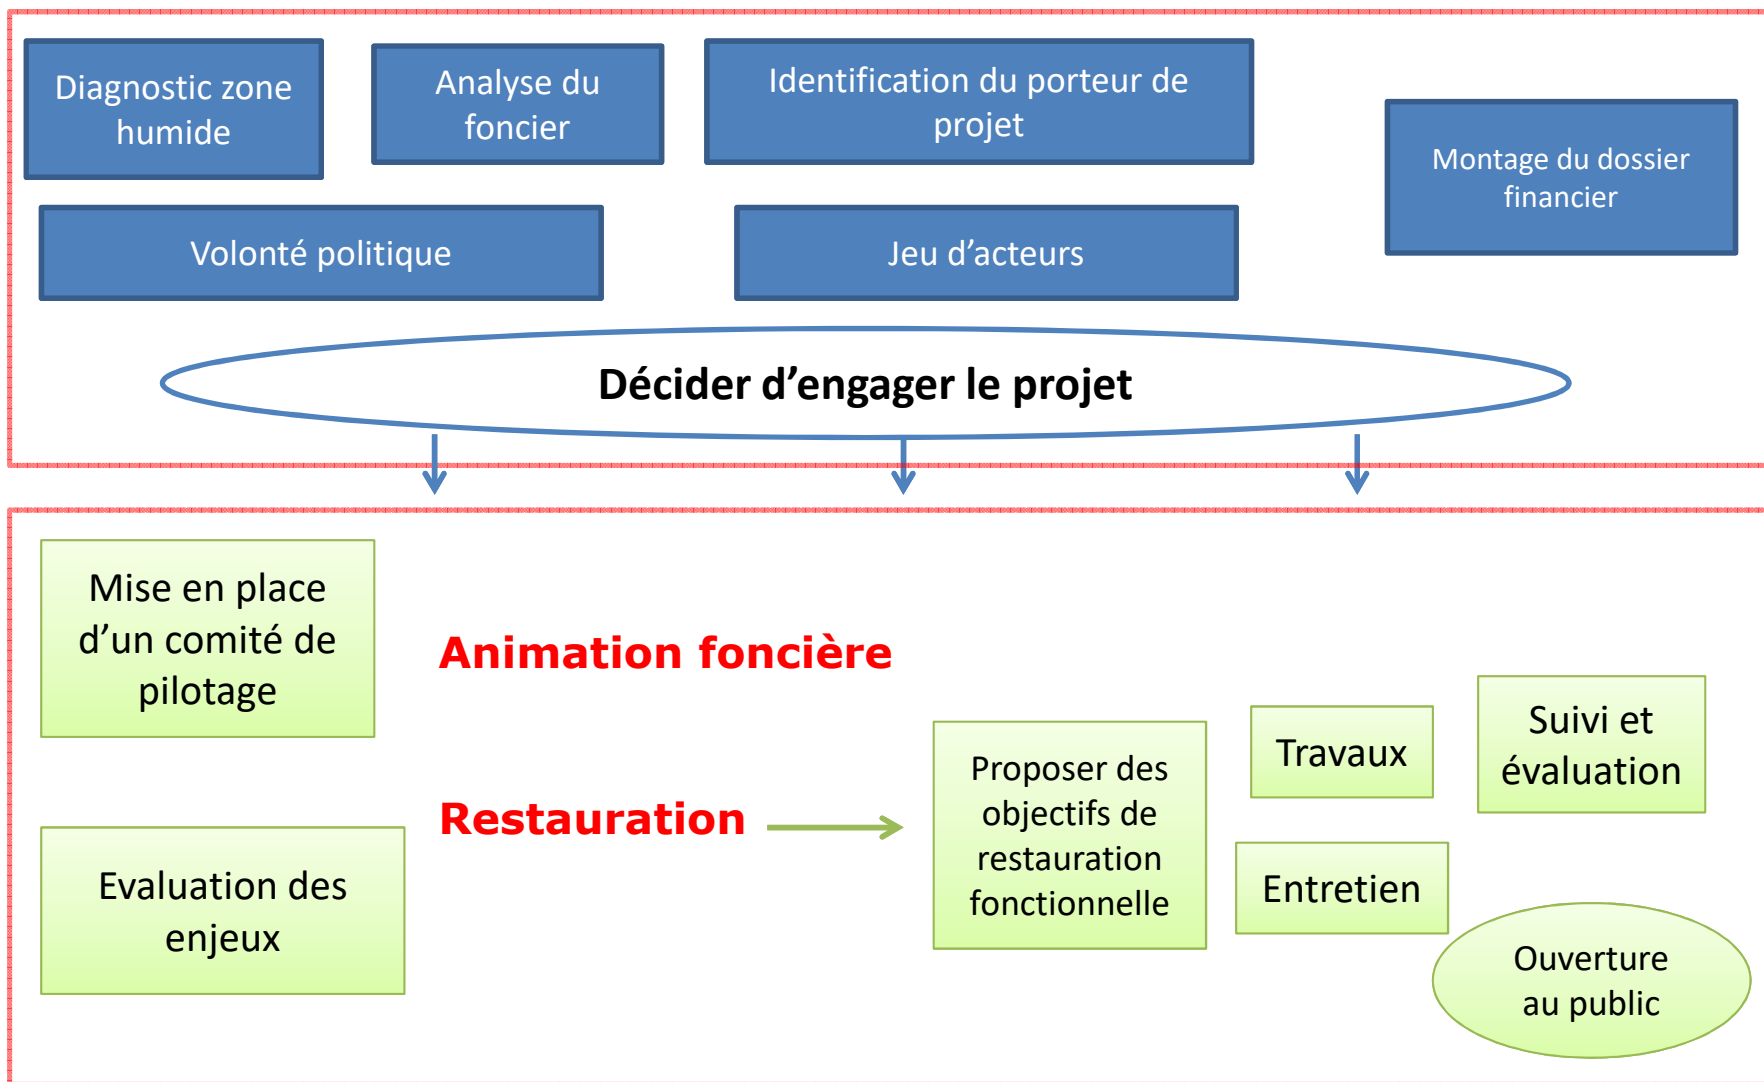 Diagnostic zone
humide
Analyse du
foncier
Identification du porteur de
projet
Montage du dossier
financier
Volonté politique
Jeu d’acteurs
Décider d’engager le projet
Mise en place
d’un comité de
pilotage
Animation foncière
Restauration
Evaluation des
enjeux
Proposer des
objectifs de
restauration
fonctionnelle
Travaux
Entretien
Suivi et
évaluation
Ouverture
au public